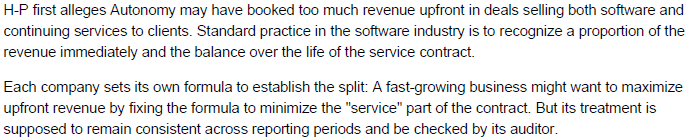 H-P first alleges Autonomy may have booked too much revenue upfront in deals selling both software and
continuing services to clients. Standard practice in the software industry is to recognize a proportion of the
revenue immediately and the balance over the life of the service contract.
Each company sets its own formula to establish the split: A fast-growing business might want to maximize
upfront revenue by fixing the formula to minimize the "service" part of the contract. But its treatment is
supposed to remain consistent across reporting periods and be checked by its auditor.